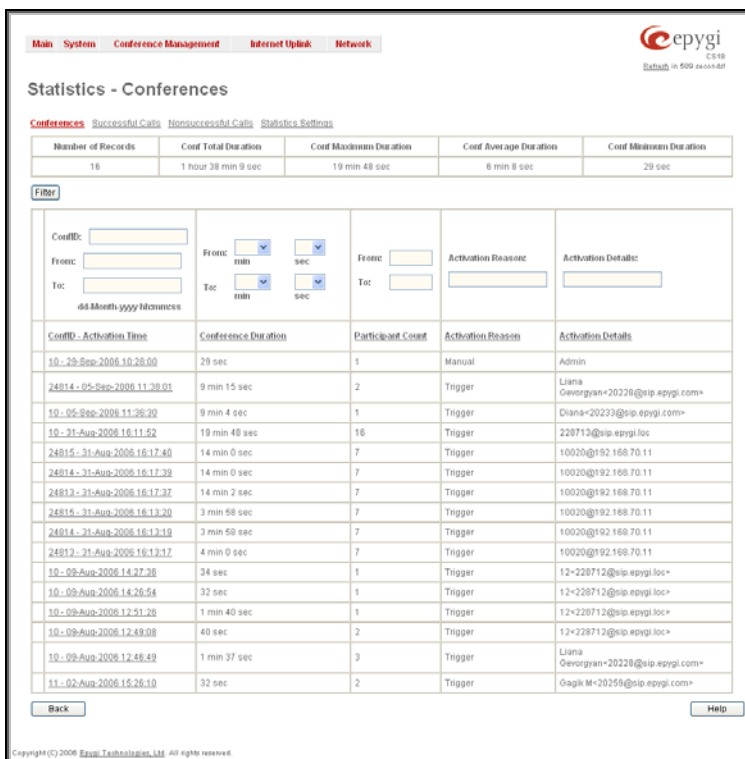 Main System Conference Management Internet Uplink Network
epygi
CS18
Refresh in 509 seconds!
Statistics - Conferences
Conferences Successful Calls Nonsuccessful Calls Statistics Settings
Number of Records Conf Total Duration Conf Maximum Duration Conf Average Duration Conf Minimum Duration
16 1 hour 38 min 9 sec 19 min 48 sec 6 min 8 sec 29 sec
Filter
ConfID:
From:
To:
dd-Month-yyyy hh:mm:ss
From:
min sec
To:
min sec
From:
To:
Activation Reason:
Activation Details:
ConfID - Activation Time Conference Duration Participant Count Activation Reason Activation Details
10 - 29-Sep-2006 10:28:00 29 sec 1 Manual Admin
24814 - 05-Sep-2006 11:38:01 9 min 15 sec 2 Trigger Liana
Gevorgyan<20228@sip.epygi.com>
10 - 05-Sep-2006 11:36:30 9 min 4 sec 1 Trigger Diana<20233@sip.epygi.com>
10 - 31-Aug-2006 16:11:52 19 min 48 sec 16 Trigger 228713@sip.epygi.loc
24815 - 31-Aug-2006 16:17:40 14 min 0 sec 7 Trigger 10020@192.168.70.11
24814 - 31-Aug-2006 16:17:39 14 min 0 sec 7 Trigger 10020@192.168.70.11
24813 - 31-Aug-2006 16:17:37 14 min 2 sec 7 Trigger 10020@192.168.70.11
24815 - 31-Aug-2006 16:13:20 3 min 58 sec 7 Trigger 10020@192.168.70.11
24814 - 31-Aug-2006 16:13:19 3 min 58 sec 7 Trigger 10020@192.168.70.11
24813 - 31-Aug-2006 16:13:17 4 min 0 sec 7 Trigger 10020@192.168.70.11
10 - 09-Aug-2006 14:27:36 34 sec 1 Trigger 12<228712@sip.epygi.loc>
10 - 09-Aug-2006 14:26:54 32 sec 1 Trigger 12<228712@sip.epygi.loc>
10 - 09-Aug-2006 12:51:26 1 min 40 sec 1 Trigger 12<228712@sip.epygi.loc>
10 - 09-Aug-2006 12:49:08 40 sec 2 Trigger 12<228712@sip.epygi.loc>
10 - 09-Aug-2006 12:46:49 1 min 37 sec 3 Trigger Liana
Gevorgyan<20228@sip.epygi.com>
11 - 02-Aug-2006 15:26:10 32 sec 2 Trigger Gagik M<20259@sip.epygi.com>
Back Help
Copyright (C) 2006 Epygi Technologies, Ltd. All rights reserved.